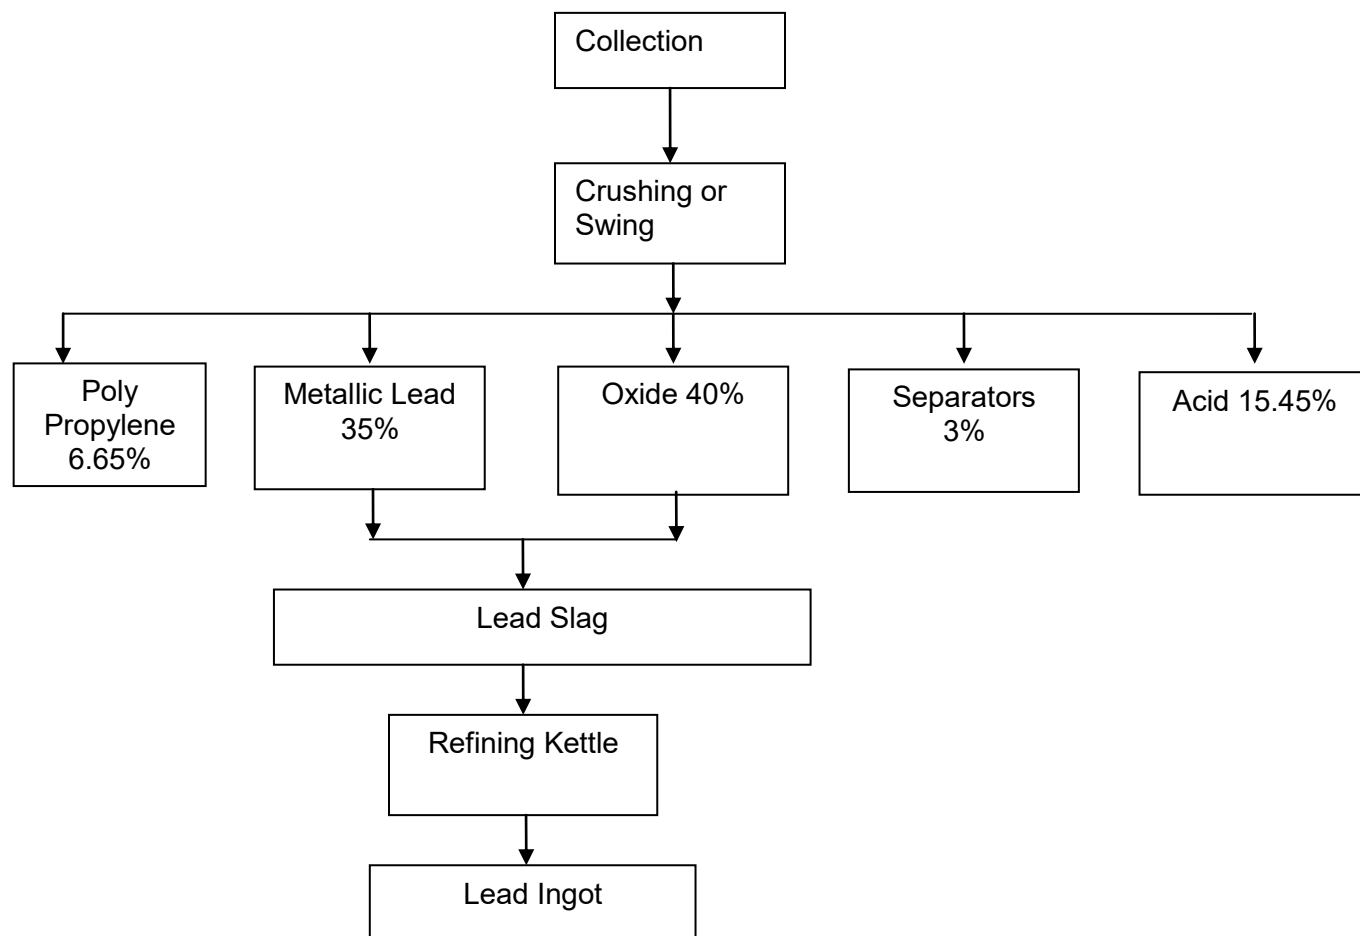 Collection
Crushing or
Swing
Poly
Propylene
6.65%
Metallic Lead
35%
Oxide 40%
Separators
3%
Acid 15.45%
Lead Slag
Refining Kettle
Lead Ingot